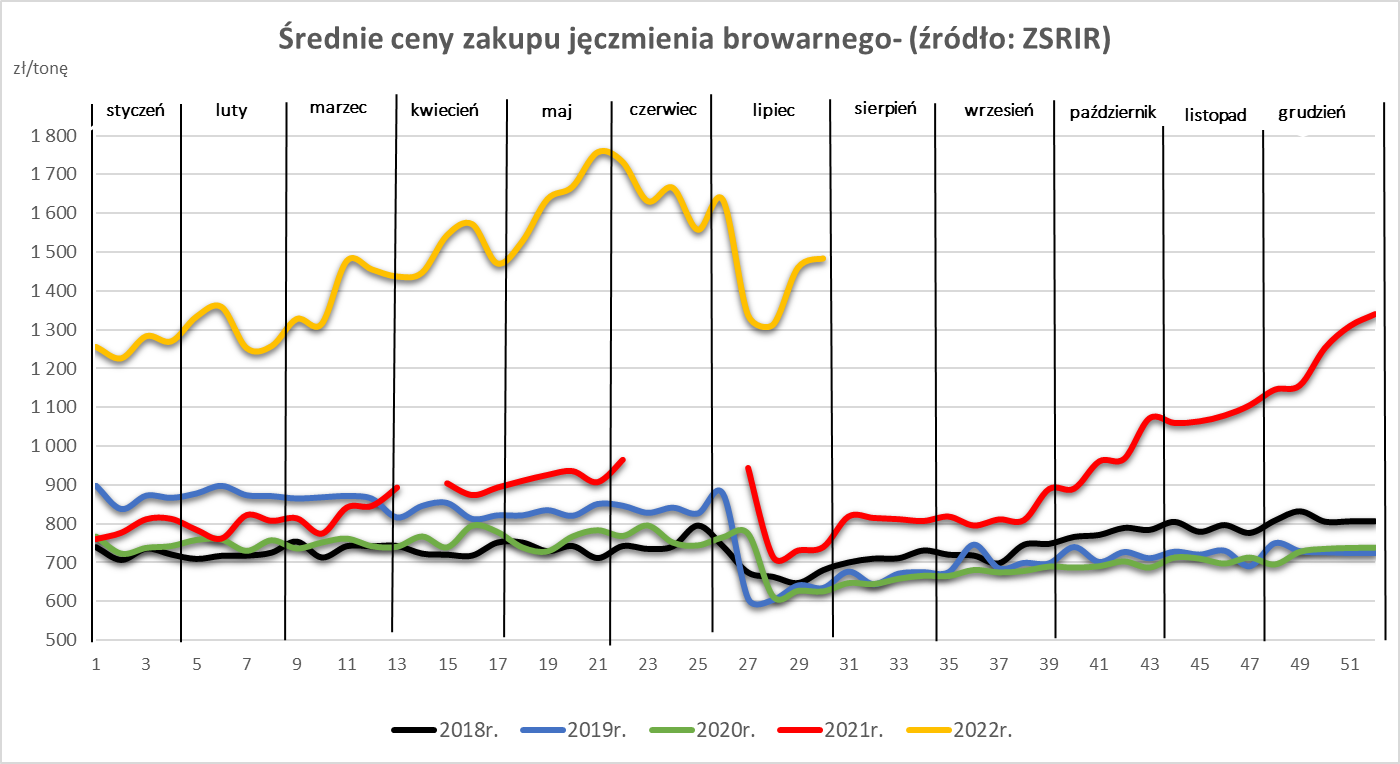 Średnie ceny zakupu jęczmienia browarnego- (źródło: ZSRIR)
zł/tonę
styczeń luty marzec kwiecień maj czerwiec lipiec sierpień wrzesień październik listopad grudzień
1 800
1 700
1 600
1 500
1 400
1 300
1 200
1 100
1 000
900
800
700
600
500
1 3 5 7 9 11 13 15 17 19 21 23 25 27 29 31 33 35 37 39 41 43 45 47 49 51
2018r. 2019r. 2020r. 2021r. 2022r.